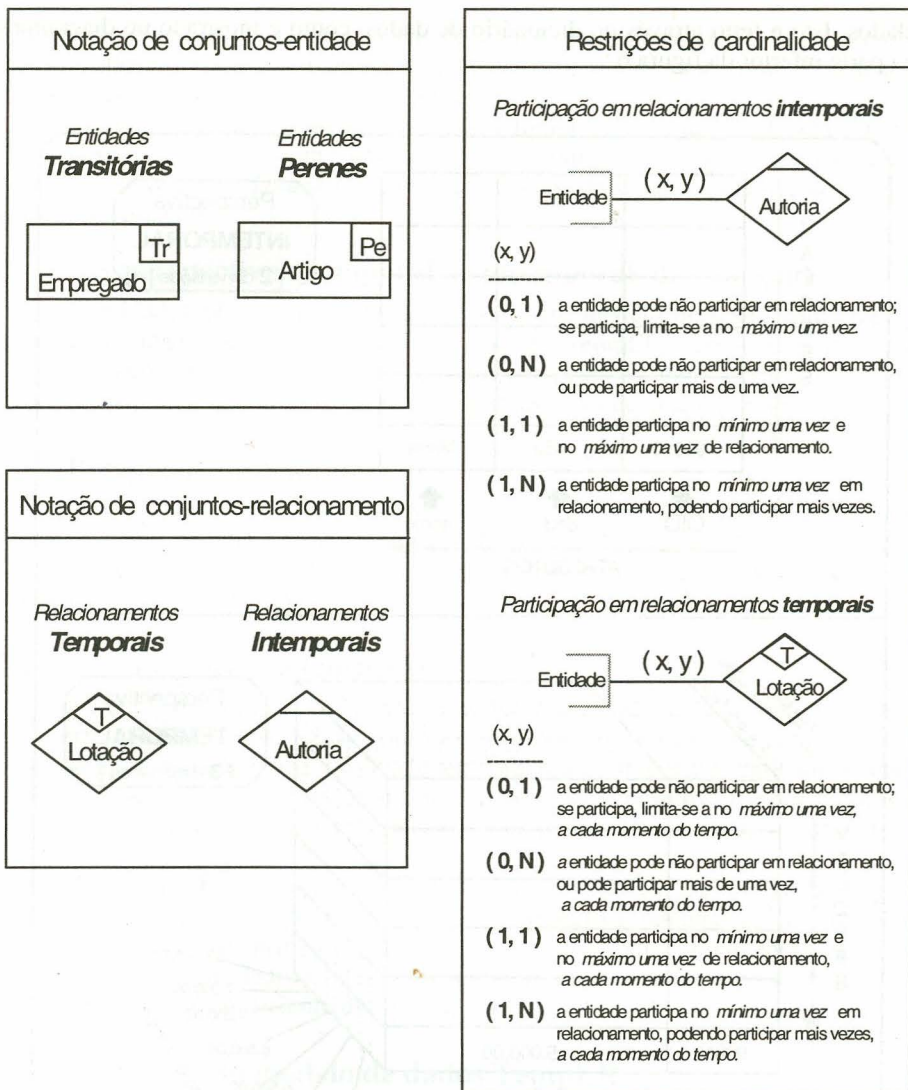 Notação de conjuntos-entidade
Entidades
Transitórias
Entidades
Perenes
Tr
Empregado
Pe
Artigo
Notação de conjuntos-relacionamento
Relacionamentos
Temporais
Relacionamentos
Intemporais
T
Lotação
Autoria
Restrições de cardinalidade
Participação em relacionamentos intemporais
Entidade
(x, y)
Autoria
(x, y)
(0, 1) a entidade pode não participar em relacionamento;
se participa, limita-se a no máximo uma vez.
(0, N) a entidade pode não participar em relacionamento,
ou pode participar mais de uma vez.
(1, 1) a entidade participa no mínimo uma vez e
no máximo uma vez de relacionamento.
(1, N) a entidade participa no mínimo uma vez em
relacionamento, podendo participar mais vezes.
Participação em relacionamentos temporais
Entidade
(x, y)
T
Lotação
(x, y)
(0, 1) a entidade pode não participar em relacionamento;
se participa, limita-se a no máximo uma vez,
a cada momento do tempo.
(0, N) a entidade pode não participar em relacionamento,
ou pode participar mais de uma vez,
a cada momento do tempo.
(1, 1) a entidade participa no mínimo uma vez e
no máximo uma vez de relacionamento,
a cada momento do tempo.
(1, N) a entidade participa no mínimo uma vez em
relacionamento, podendo participar mais vezes,
a cada momento do tempo.